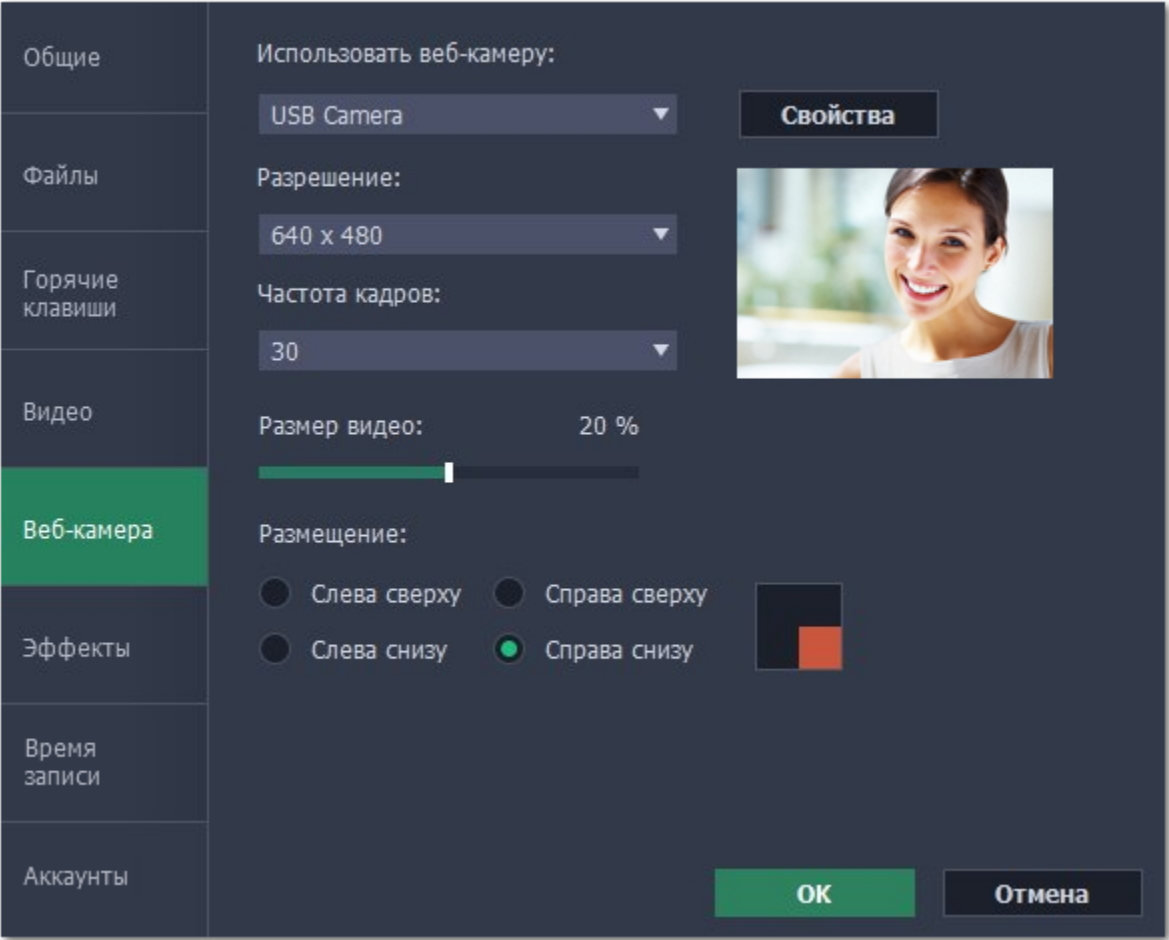 Общие
Файлы
Горячие
клавиши
Видео
Веб-камера
Эффекты
Время
записи
Аккаунты
Использовать веб-камеру:
USB Camera
Свойства
Разрешение:
640 x 480
Частота кадров:
30
Размер видео: 20 %
Размещение:
Слева сверху Справа сверху
Слева снизу Справа снизу
OK Отмена